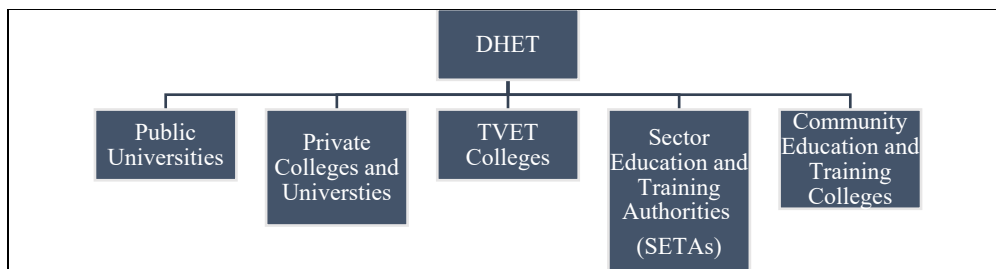 DHET
Public
Universities
Private
Colleges and
Universties
TVET
Colleges
Sector
Education and
Training
Authorities
(SETAs)
Community
Education and
Training
Colleges